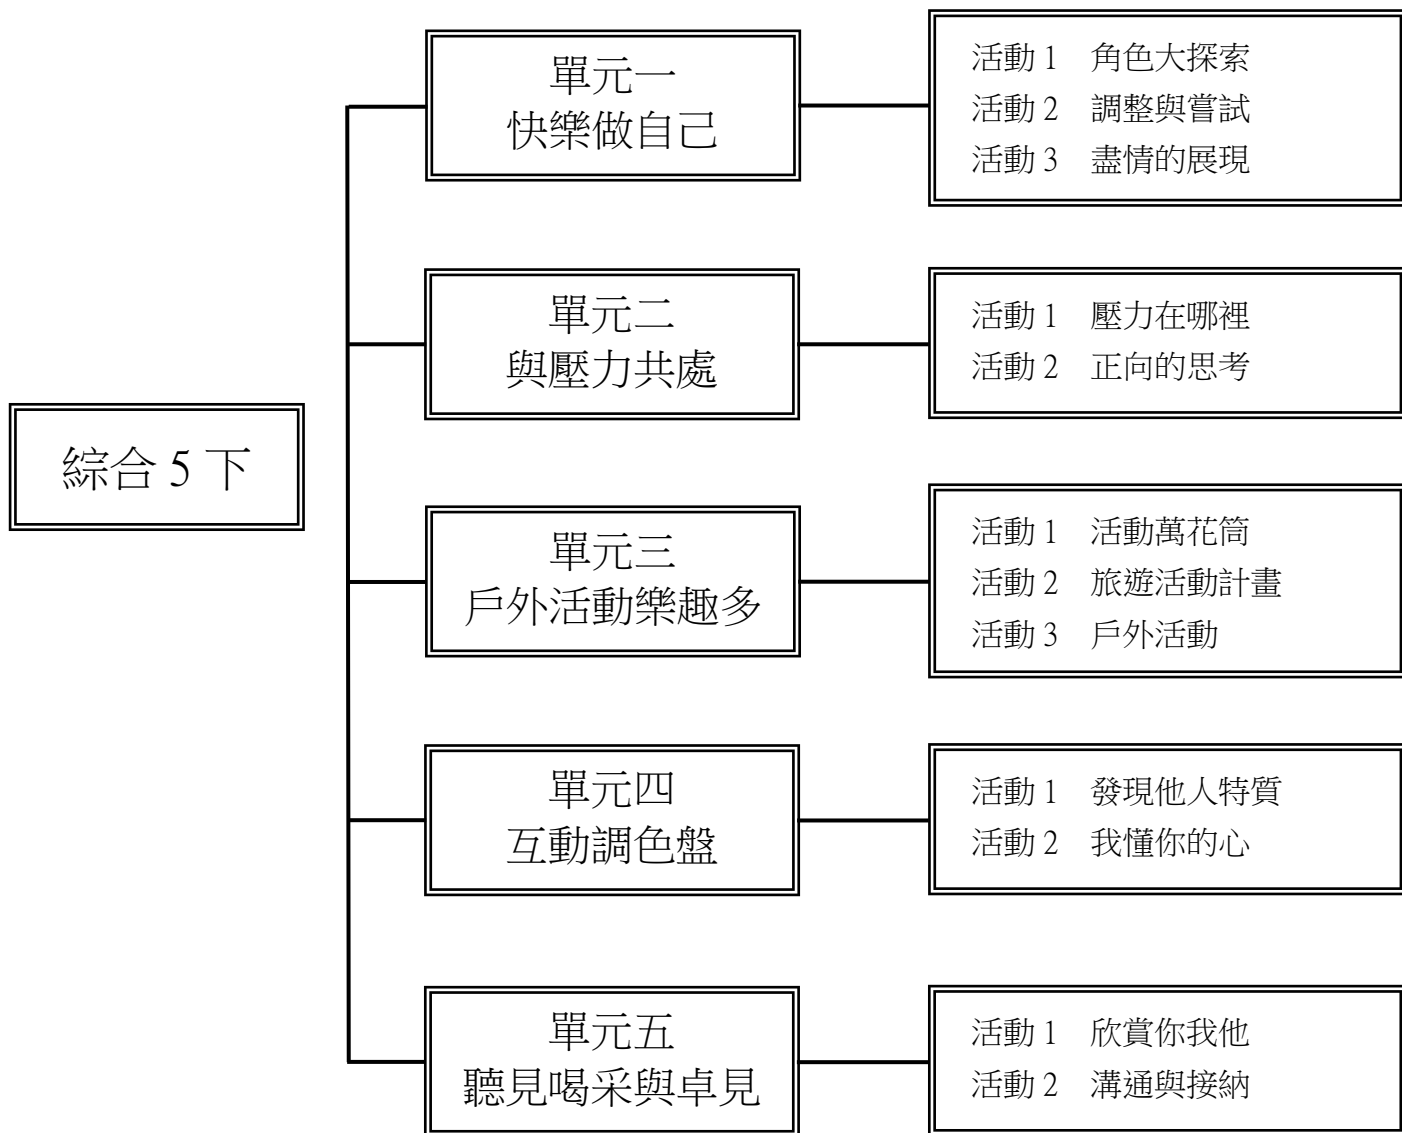 綜合 5 下
單元一
快樂做自己
活動 1　角色大探索
活動 2　調整與嘗試
活動 3　盡情的展現
單元二
與壓力共處
活動 1　壓力在哪裡
活動 2　正向的思考
單元三
戶外活動樂趣多
活動 1　活動萬花筒
活動 2　旅遊活動計畫
活動 3　戶外活動
單元四
互動調色盤
活動 1　發現他人特質
活動 2　我懂你的心
單元五
聽見喝采與卓見
活動 1　欣賞你我他
活動 2　溝通與接納